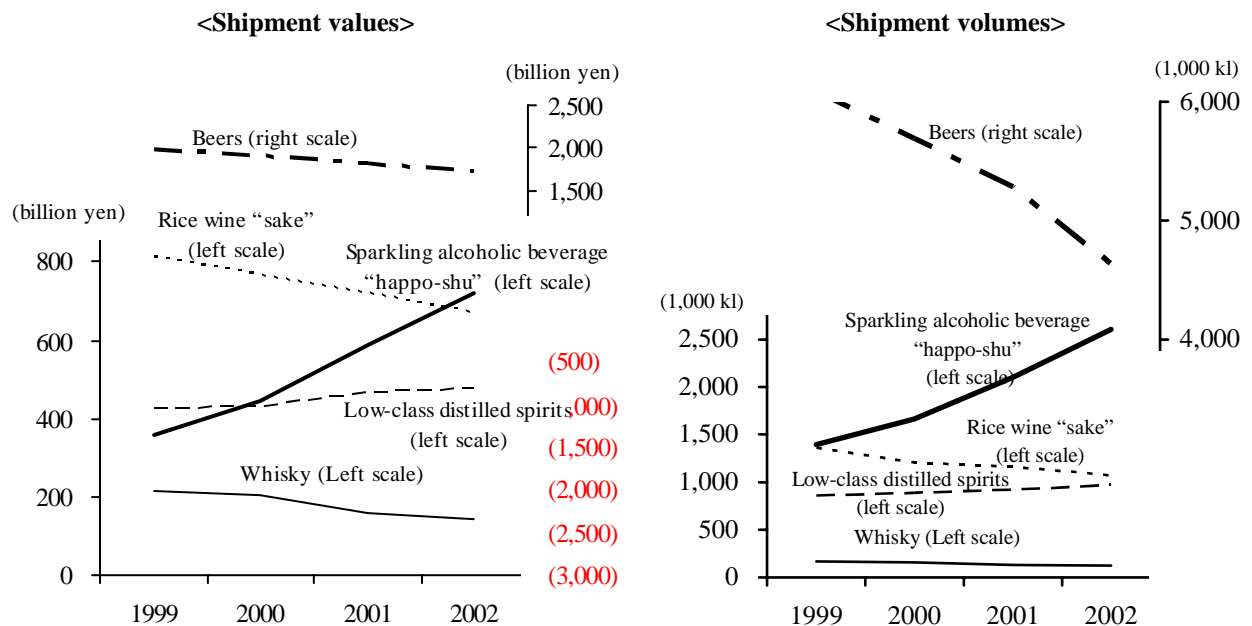 <Shipment values>
(billion yen)
2,500
Beers (right scale)
2,000
1,500
(billion yen)
Rice wine “sake”
(left scale)
Sparkling alcoholic beverage
“happo-shu” (left scale)
800
600
(500)
400
Low-class distilled spirits
,000)
(left scale)
(1,500)
Whisky (Left scale)
200
(2,000)
(2,500)
0
(3,000)
1999 2000 2001 2002
<Shipment volumes>
(1,000 kl)
6,000
Beers (right scale)
5,000
(1,000 kl)
Sparkling alcoholic beverage
“happo-shu”
(left scale)
4,000
2,500
2,000
1,500
Rice wine “sake”
(left scale)
1,000
Low-class distilled spirits
(left scale)
500
Whisky (Left scale)
0
1999 2000 2001 2002